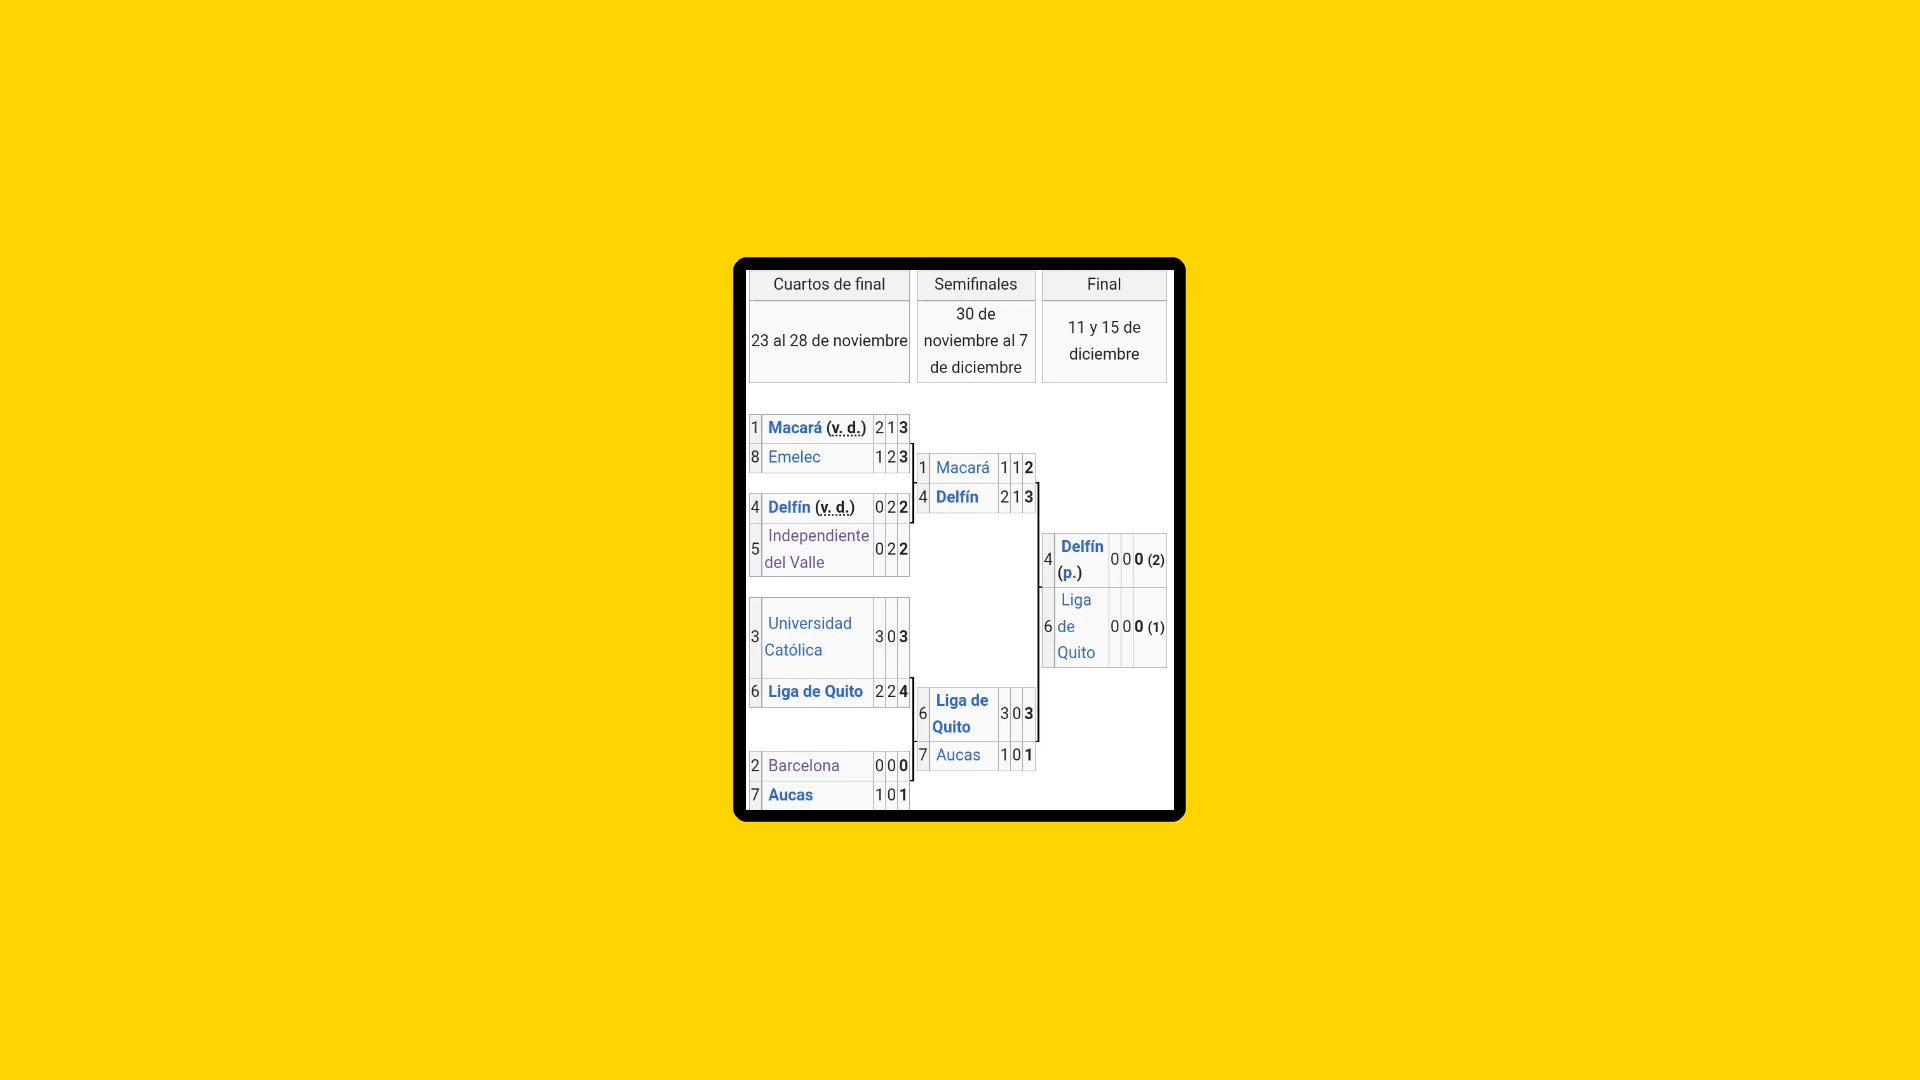 Cuartos de final
23 al 28 de noviembre
1 Macará (v. d.) 2 1 3
8 Emelec 1 2 3
4 Delfín (v. d.) 0 2 2
5 Independiente
del Valle 0 2 2
3 Universidad
Católica 3 0 3
6 Liga de Quito 2 2 4
2 Barcelona 0 0 0
7 Aucas 1 0 1
Semifinales
30 de
noviembre al 7
de diciembre
1 Macará 1 1 2
4 Delfín 2 1 3
6 Liga de
Quito 3 0 3
7 Aucas 1 0 1
Final
11 y 15 de
diciembre
4 Delfín
(p.) 0 0 0 (2)
6 Liga
de
Quito 0 0 0 (1)